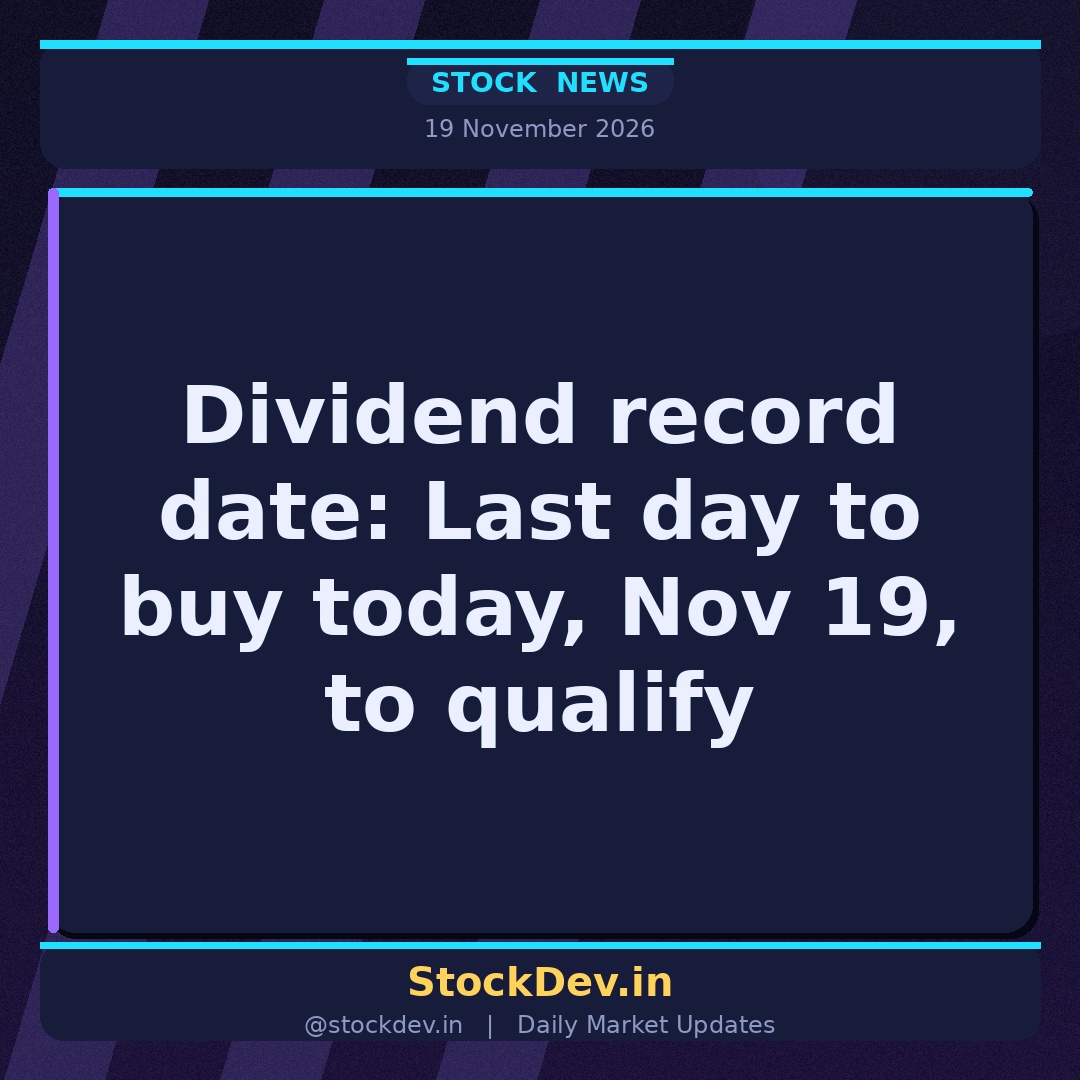 STOCK NEWS
19 November 2026
Dividend record
date: Last day to
buy today, Nov 19,
to qualify
StockDev.in
@stockdev.in | Daily Market Updates